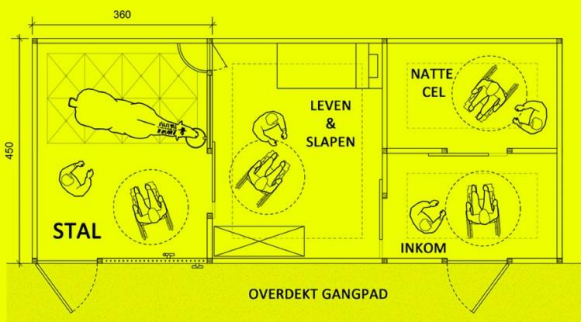 360
450
NATTE
CEL
LEVEN
&
SLAPEN
STAL
INKOM
OVERDEKT GANGPAD